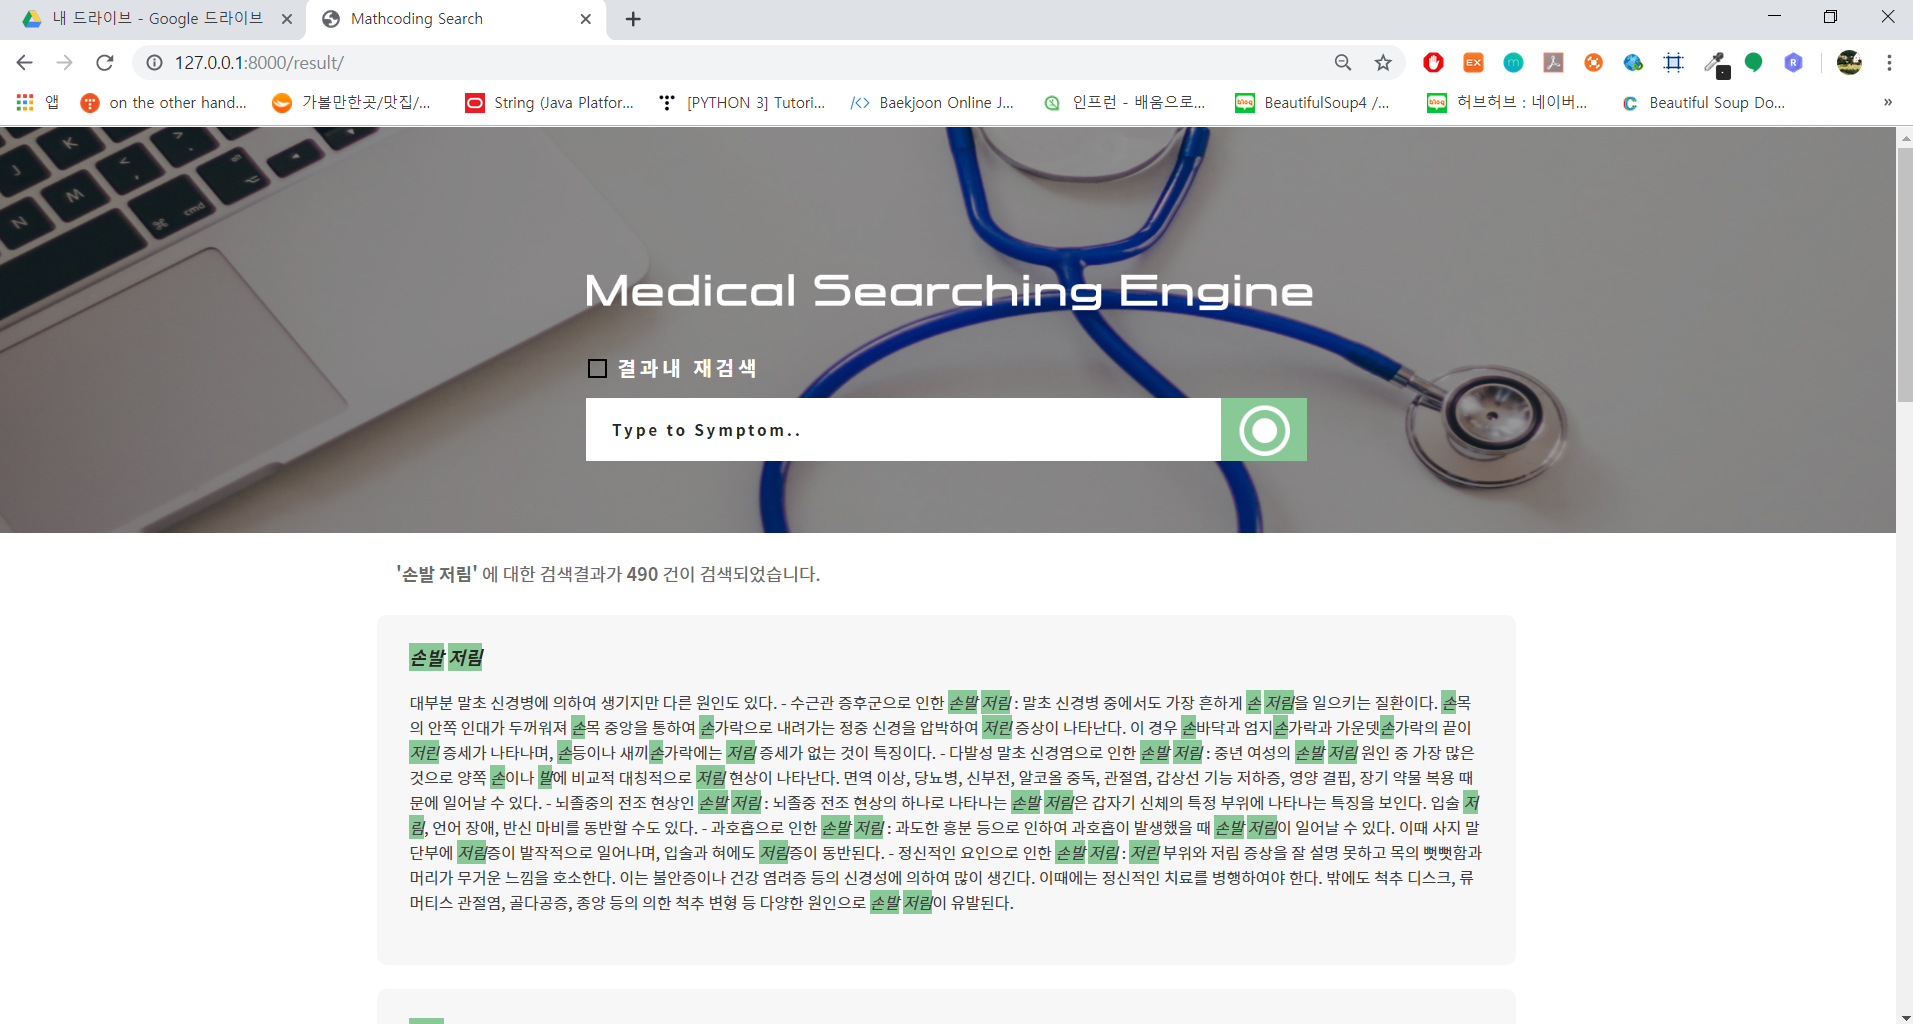 내 드라이브 - Google 드라이브
Mathcoding Search
127.0.0.1:8000/result/
앱
on the other hand...
가볼만한곳/맛집/...
String (Java Platfor...
[PYTHON 3] Tutori...
Baekjoon Online J...
인프런 - 배움으로...
BeautifulSoup4 /...
허브허브 : 네이버...
Beautiful Soup Do...
»
Medical Searching Engine
결과내 재검색
Type to Symptom..
'손발 저림' 에 대한 검색결과가 490 건이 검색되었습니다.
손발 저림
대부분 말초 신경병에 의하여 생기지만 다른 원인도 있다. - 수근관 증후군으로 인한 손발 저림 : 말초 신경병 중에서도 가장 흔하게 손 저림을 일으키는 질환이다. 손목
의 안쪽 인대가 두꺼워져 손목 중앙을 통하여 손가락으로 내려가는 정중 신경을 압박하여 저린 증상이 나타난다. 이 경우 손바닥과 엄지손가락과 가운뎃손가락의 끝이
저린 증세가 나타나며, 손등이나 새끼손가락에는 저림 증세가 없는 것이 특징이다. - 다발성 말초 신경염으로 인한 손발 저림 : 중년 여성의 손발 저림 원인 중 가장 많은
것으로 양쪽 손이나 발에 비교적 대칭적으로 저림 현상이 나타난다. 면역 이상, 당뇨병, 신부전, 알코올 중독, 관절염, 갑상선 기능 저하증, 영양 결핍, 장기 약물 복용 때
문에 일어날 수 있다. - 뇌졸중의 전조 현상인 손발 저림 : 뇌졸중 전조 현상의 하나로 나타나는 손발 저림은 갑자기 신체의 특정 부위에 나타나는 특징을 보인다. 입술 저
림, 언어 장애, 반신 마비를 동반할 수도 있다. - 과호흡으로 인한 손발 저림 : 과도한 흥분 등으로 인하여 과호흡이 발생했을 때 손발 저림이 일어날 수 있다. 이때 사지 말
단부에 저림증이 발작적으로 일어나며, 입술과 혀에도 저림증이 동반된다. - 정신적인 요인으로 인한 손발 저림 : 저린 부위와 저림 증상을 잘 설명 못하고 목의 뻣뻣함과
머리가 무거운 느낌을 호소한다. 이는 불안증이나 건강 염려증 등의 신경성에 의하여 많이 생긴다. 이때에는 정신적인 치료를 병행하여야 한다. 밖에도 척추 디스크, 류
머티스 관절염, 골다공증, 종양 등의 의한 척추 변형 등 다양한 원인으로 손발 저림이 유발된다.